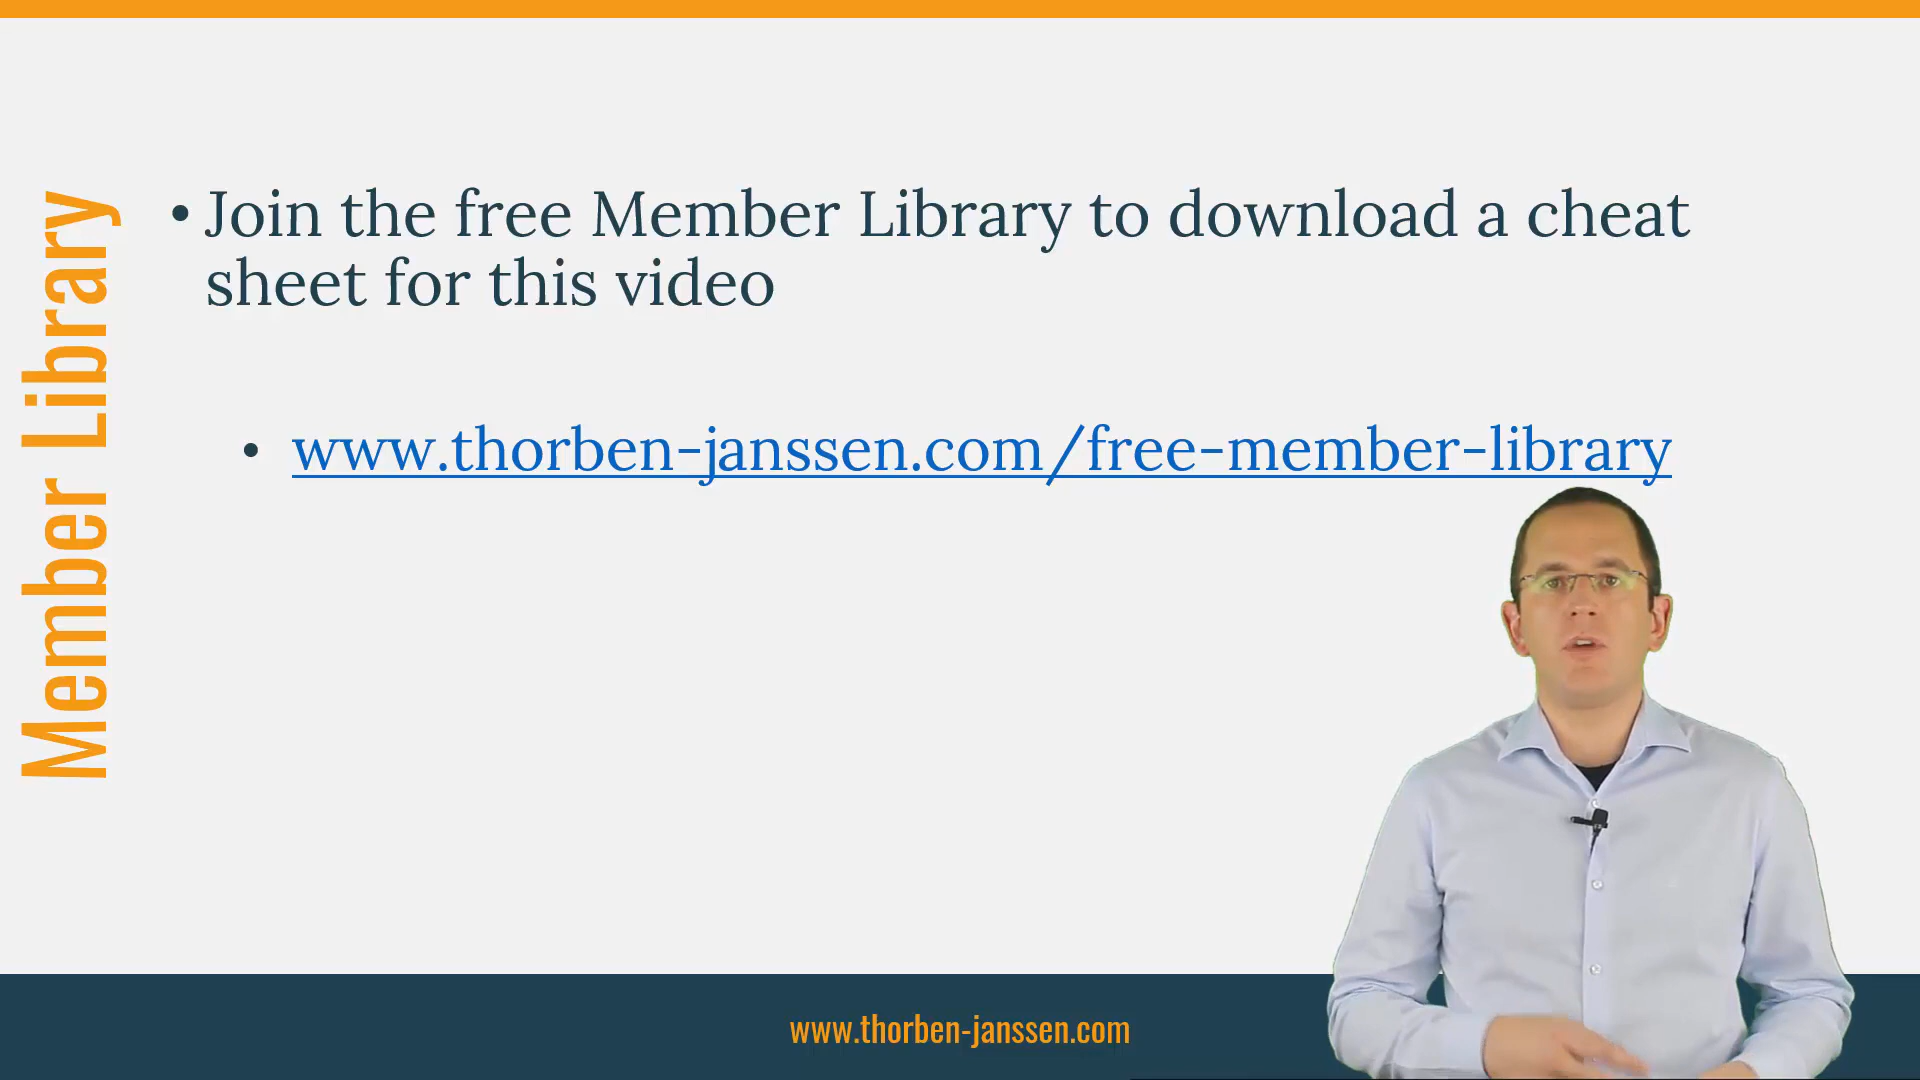 Member Library
• Join the free Member Library to download a cheat
sheet for this video
• www.thorben-janssen.com/free-member-library
www.thorben-janssen.com